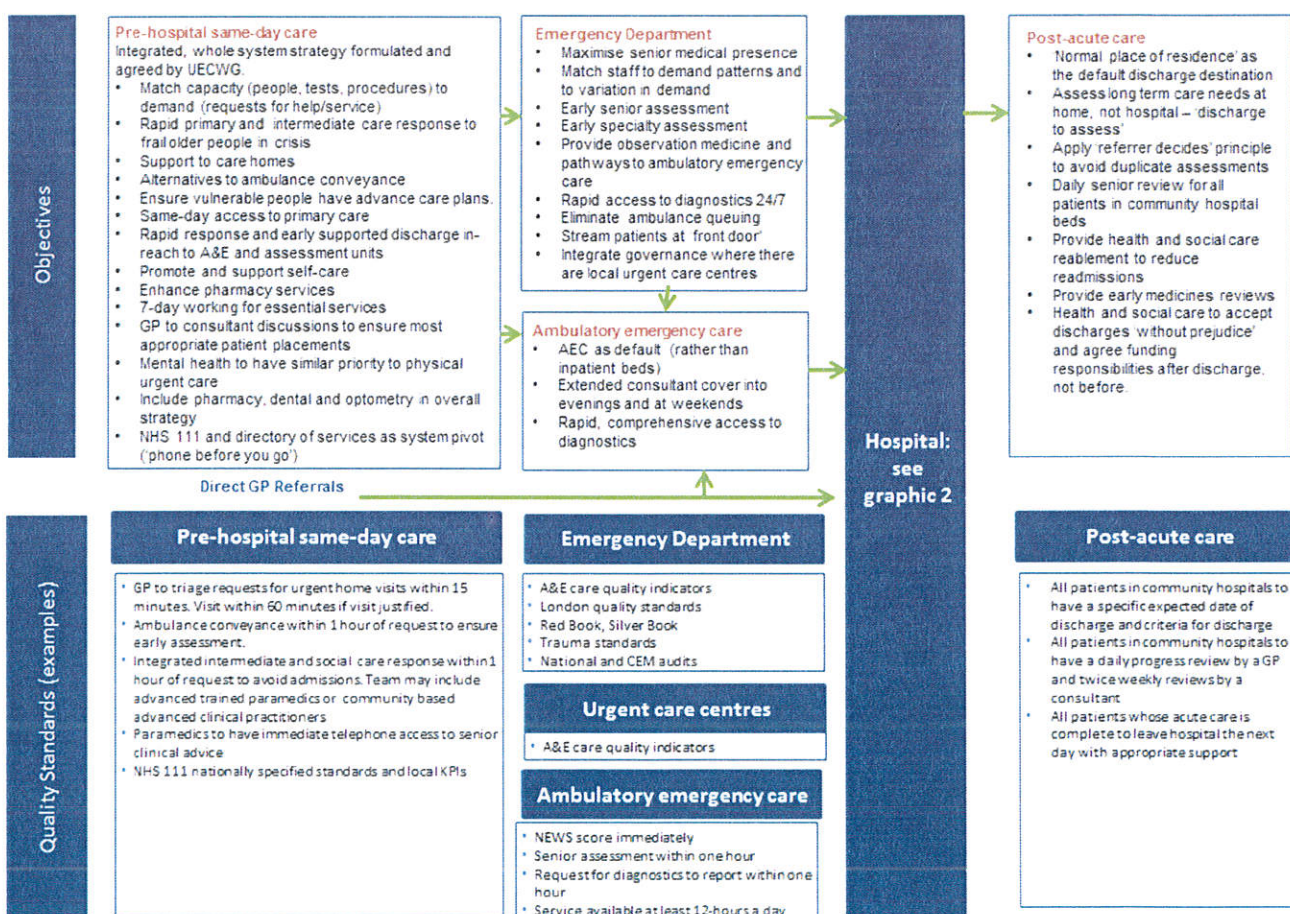 Objectives
Pre-hospital same-day care
Integrated, whole system strategy formulated and
agreed by UECWG.
• Match capacity (people, tests, procedures) to
demand (requests for help/service)
• Rapid primary and intermediate care response to
frail older people in crisis
• Support to care homes
• Alternatives to ambulance conveyance
• Ensure vulnerable people have advance care plans.
• Same-day access to primary care
• Rapid response and early supported discharge in-
reach to A&E and assessment units
• Promote and support self-care
• Enhance pharmacy services
• 7-day working for essential services
• GP to consultant discussions to ensure most
appropriate patient placements
• Mental health to have similar priority to physical
urgent care
• Include pharmacy, dental and optometry in overall
strategy
• NHS 111 and directory of services as system pivot
('phone before you go')
Emergency Department
• Maximise senior medical presence
• Match staff to demand patterns and
to variation in demand
• Early senior assessment
• Early specialty assessment
• Provide observation medicine and
pathways to ambulatory emergency
care
• Rapid access to diagnostics 24/7
• Eliminate ambulance queuing
• Stream patients at front door'
• Integrate governance where there
are local urgent care centres
Ambulatory emergency care
• AEC as default (rather than
inpatient beds)
• Extended consultant cover into
evenings and at weekends
• Rapid, comprehensive access to
diagnostics
Direct GP Referrals
Hospital:
see
graphic 2
Post-acute care
• 'Normal place of residence' as
the default discharge destination
• Assess long term care needs at
home, not hospital – 'discharge
to assess'
• Apply 'referrer decides' principle
to avoid duplicate assessments
• Daily senior review for all
patients in community hospital
beds
• Provide health and social care
reablement to reduce
readmissions
• Provide early medicines reviews
• Health and social care to accept
discharges 'without prejudice'
and agree funding
responsibilities after discharge,
not before.
Quality Standards (examples)
Pre-hospital same-day care
• GP to triage requests for urgent home visits within 15
minutes. Visit within 60 minutes if visit justified.
• Ambulance conveyance within 1 hour of request to ensure
early assessment.
• Integrated intermediate and social care response within 1
hour of request to avoid admissions. Team may include
advanced trained paramedics or community based
advanced clinical practitioners
• Paramedics to have immediate telephone access to senior
clinical advice
• NHS 111 nationally specified standards and local KPIs
Emergency Department
• A&E care quality indicators
• London quality standards
• Red Book, Silver Book
• Trauma standards
• National and CEM audits
Urgent care centres
• A&E care quality indicators
Ambulatory emergency care
• NEWS score immediately
• Senior assessment within one hour
• Request for diagnostics to report within one
hour
• Service available at least 12-hours a day
Post-acute care
• All patients in community hospitals to
have a specific expected date of
discharge and criteria for discharge
• All patients in community hospitals to
have a daily progress review by a GP
and twice weekly reviews by a
consultant
• All patients whose acute care is
complete to leave hospital the next
day with appropriate support